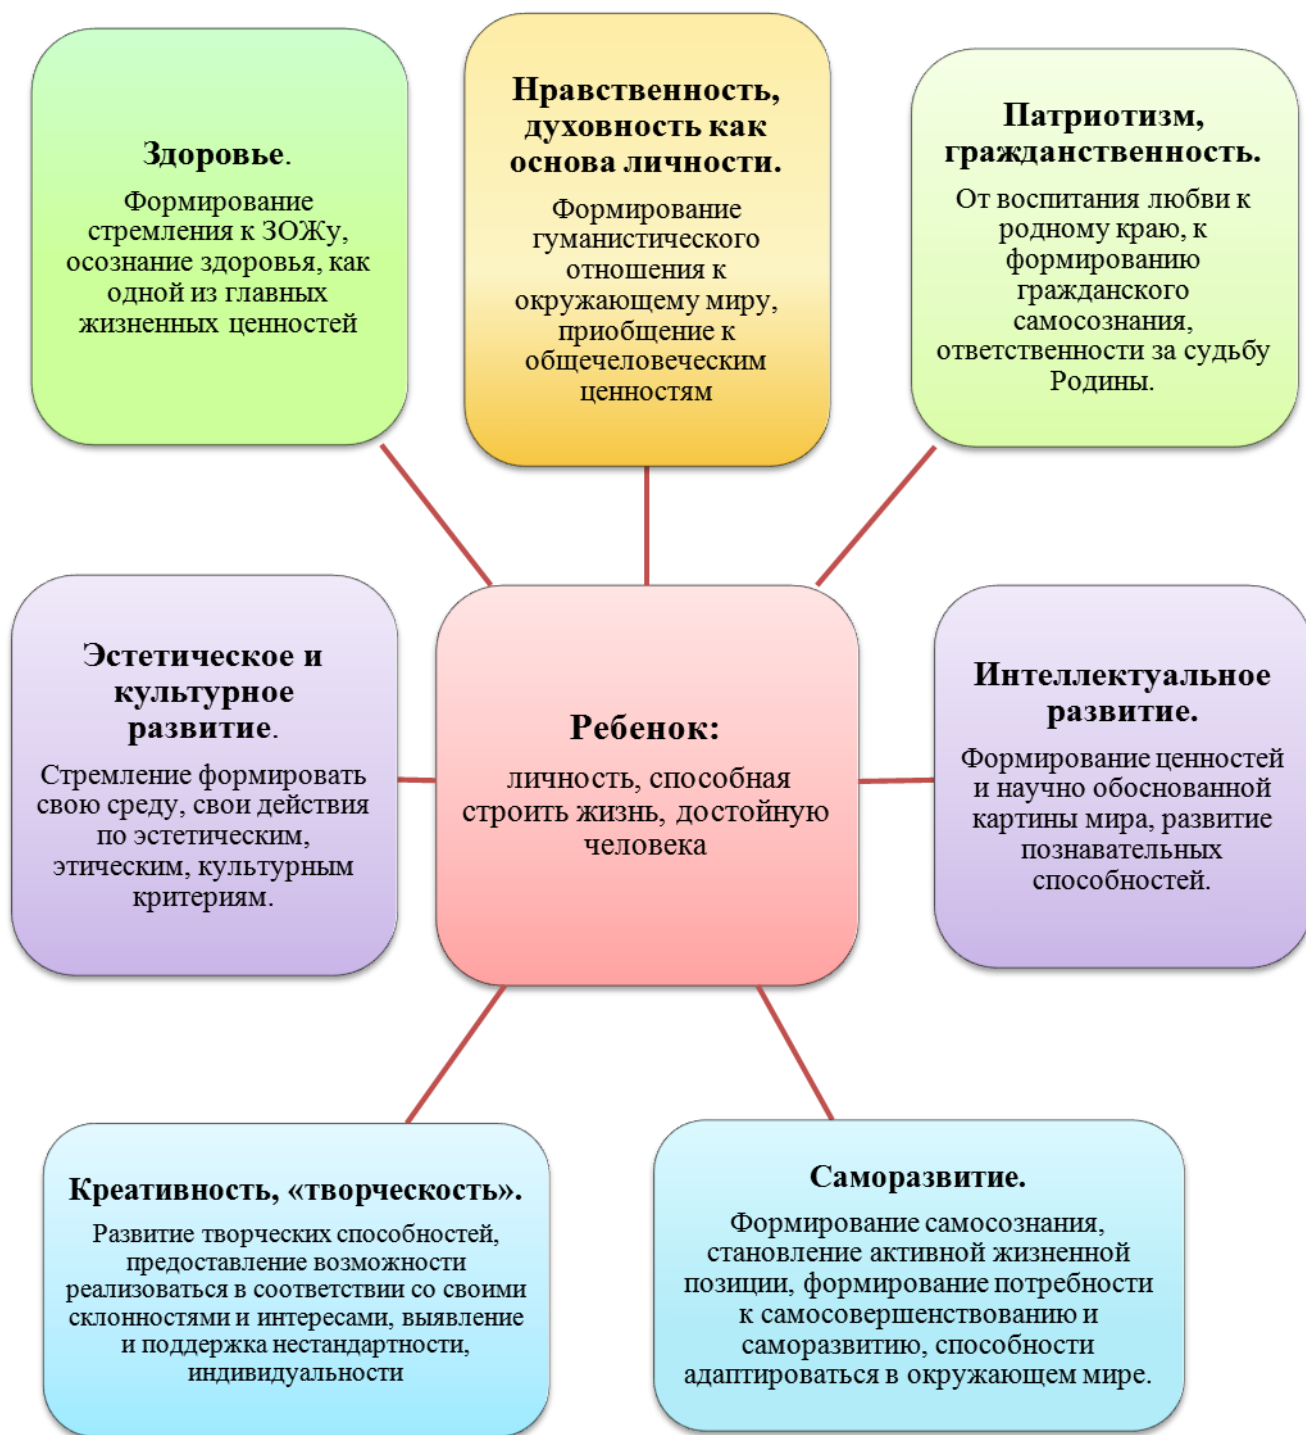 Здоровье.
Формирование
стремления к ЗОЖу,
осознание здоровья, как
одной из главных
жизненных ценностей
Нравственность,
духовность как
основа личности.
Формирование
гуманистического
отношения к
окружающему миру,
приобщение к
общечеловеческим
ценностям
Патриотизм,
гражданственность.
От воспитания любви к
родному краю, к
формированию
гражданского
самосознания,
ответственности за судьбу
Родины.
Эстетическое и
культурное
развитие.
Стремление формировать
свою среду, свои действия
по эстетическим,
этическим, культурным
критериям.
Ребенок:
личность, способная
строить жизнь, достойную
человека
Интеллектуальное
развитие.
Формирование ценностей
и научно обоснованной
картины мира, развитие
познавательных
способностей.
Креативность, «творческость».
Развитие творческих способностей,
предоставление возможности
реализоваться в соответствии со своими
склонностями и интересами, выявление
и поддержка нестандартности,
индивидуальности
Саморазвитие.
Формирование самосознания,
становление активной жизненной
позиции, формирование потребности
к самосовершенствованию и
саморазвитию, способности
адаптироваться в окружающем мире.